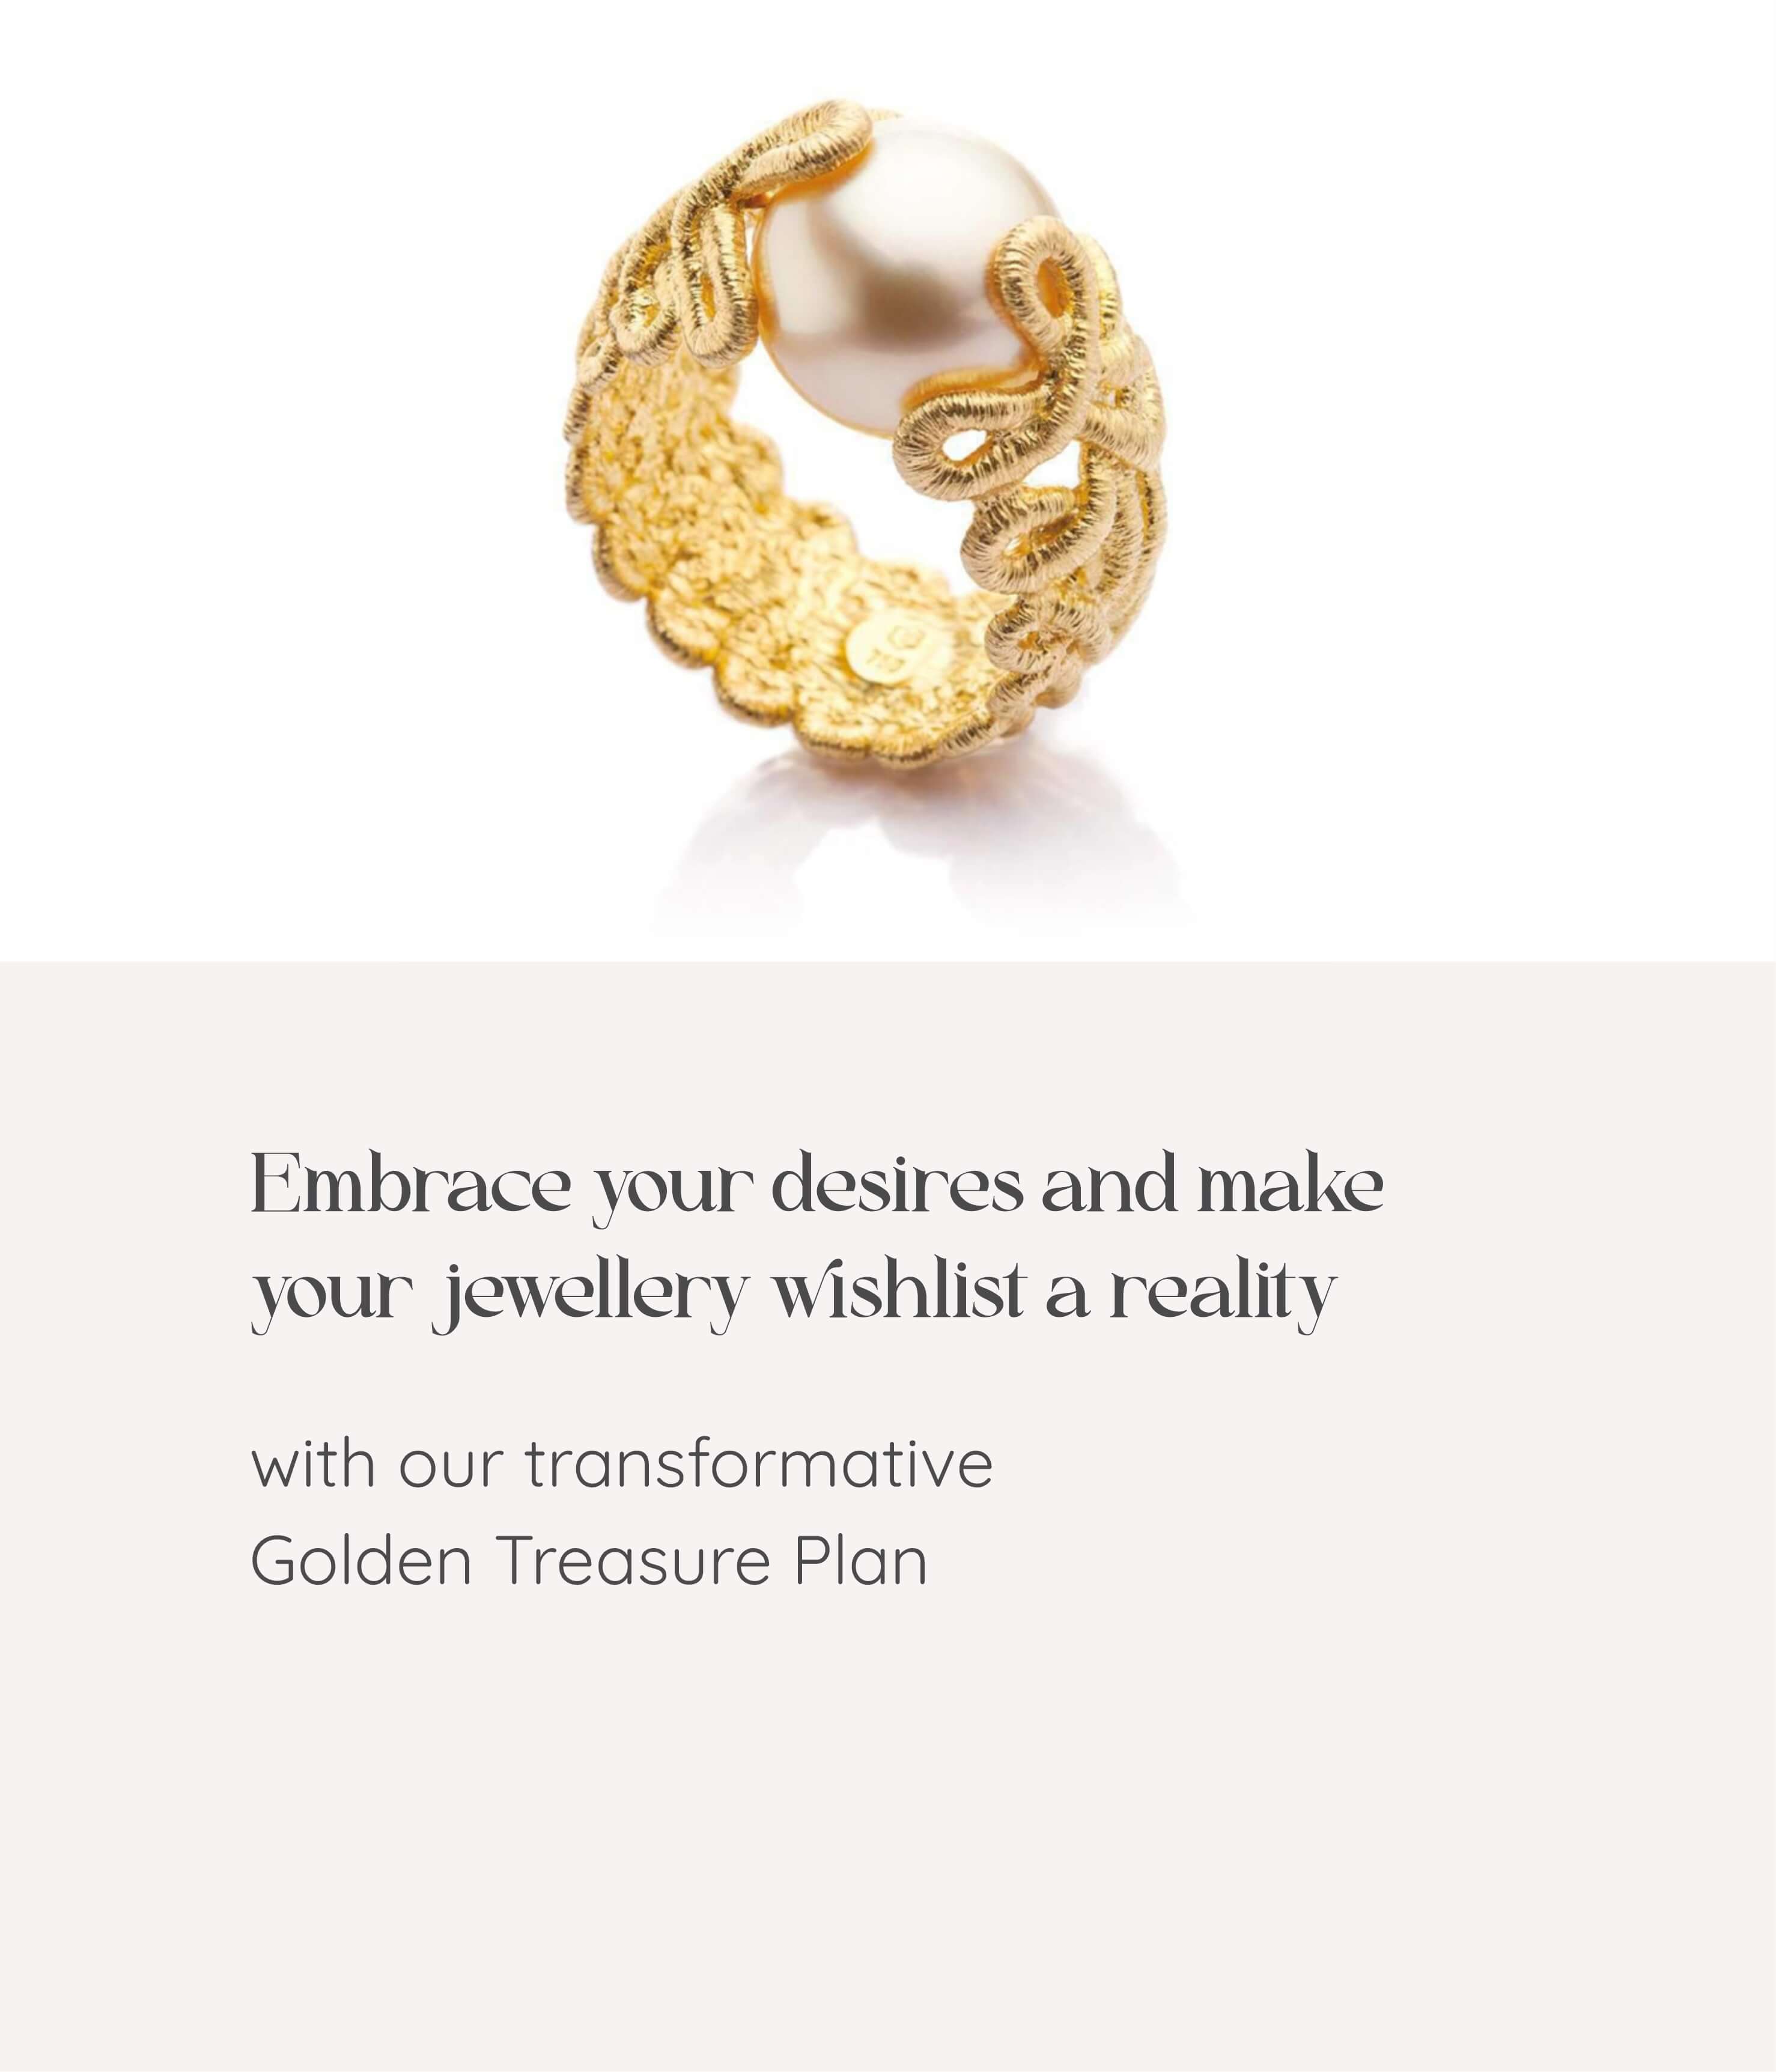 Embrace your desires and make
your jewellery wishlist a reality
with our transformative
Golden Treasure Plan